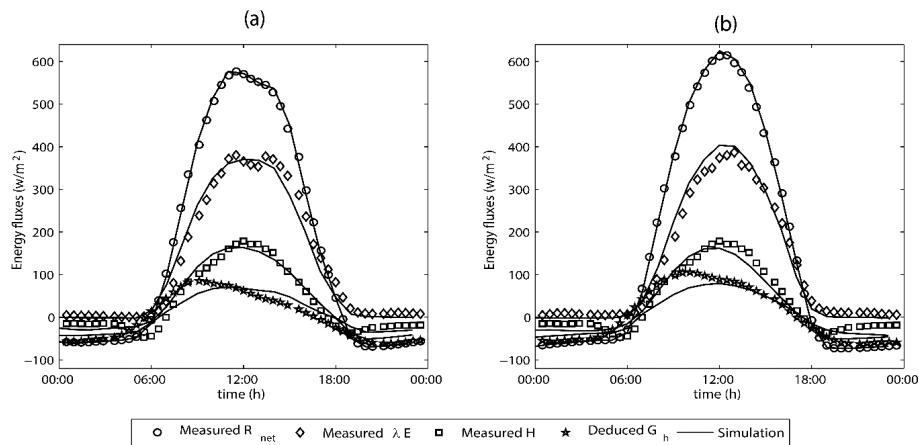 (a)
(b)
600
500
400
300
200
100
0
−100
Energy fluxes (w/m²)
00:00 06:00 12:00 18:00 00:00
time (h)
600
500
400
300
200
100
0
−100
Energy fluxes (w/m²)
00:00 06:00 12:00 18:00 00:00
time (h)
Measured R net Measured λ E Measured H Deduced G h Simulation